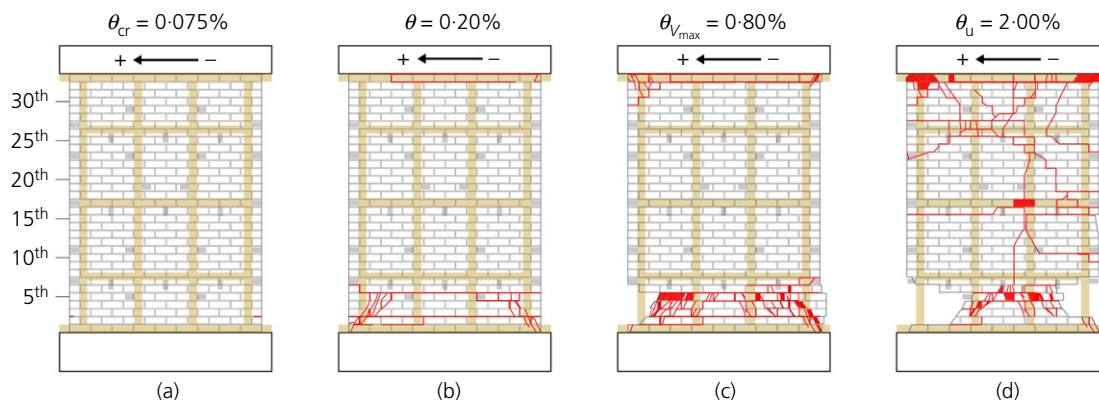 θcr = 0·075%
θ = 0·20%
θVmax = 0·80%
θu = 2·00%
+ −
+ −
+ −
+ −
30th
25th
20th
15th
10th
5th
(a)
(b)
(c)
(d)